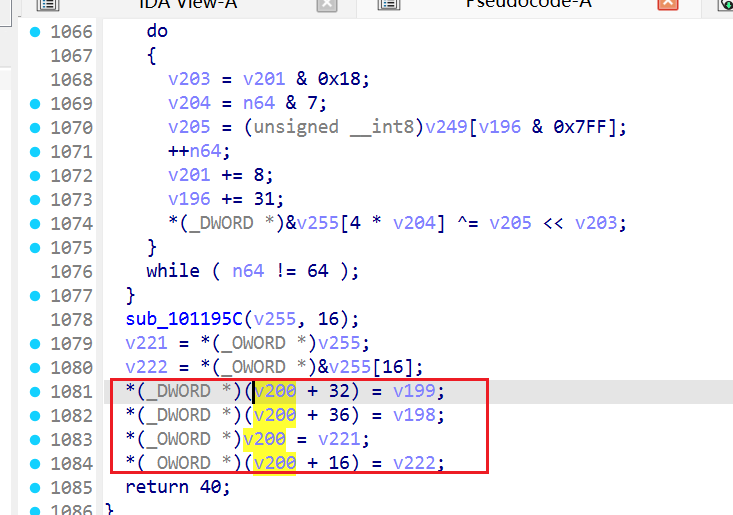 IDA View-A
Pseudocode-A
1066 do
1067 {
1068 v203 = v201 & 0x18;
1069 v204 = n64 & 7;
1070 v205 = (unsigned __int8)v249[v196 & 0x7FF];
1071 ++n64;
1072 v201 += 8;
1073 v196 += 31;
1074 *(_DWORD *)&v255[4 * v204] ^= v205 << v203;
1075 }
1076 while ( n64 != 64 );
1077 }
1078 sub_101195C(v255, 16);
1079 v221 = *(_OWORD *)v255;
1080 v222 = *(_OWORD *)&v255[16];
1081 *(_DWORD *)(v200 + 32) = v199;
1082 *(_DWORD *)(v200 + 36) = v198;
1083 *(_OWORD *)v200 = v221;
1084 *(_OWORD *)(v200 + 16) = v222;
1085 return 40;
1086 }